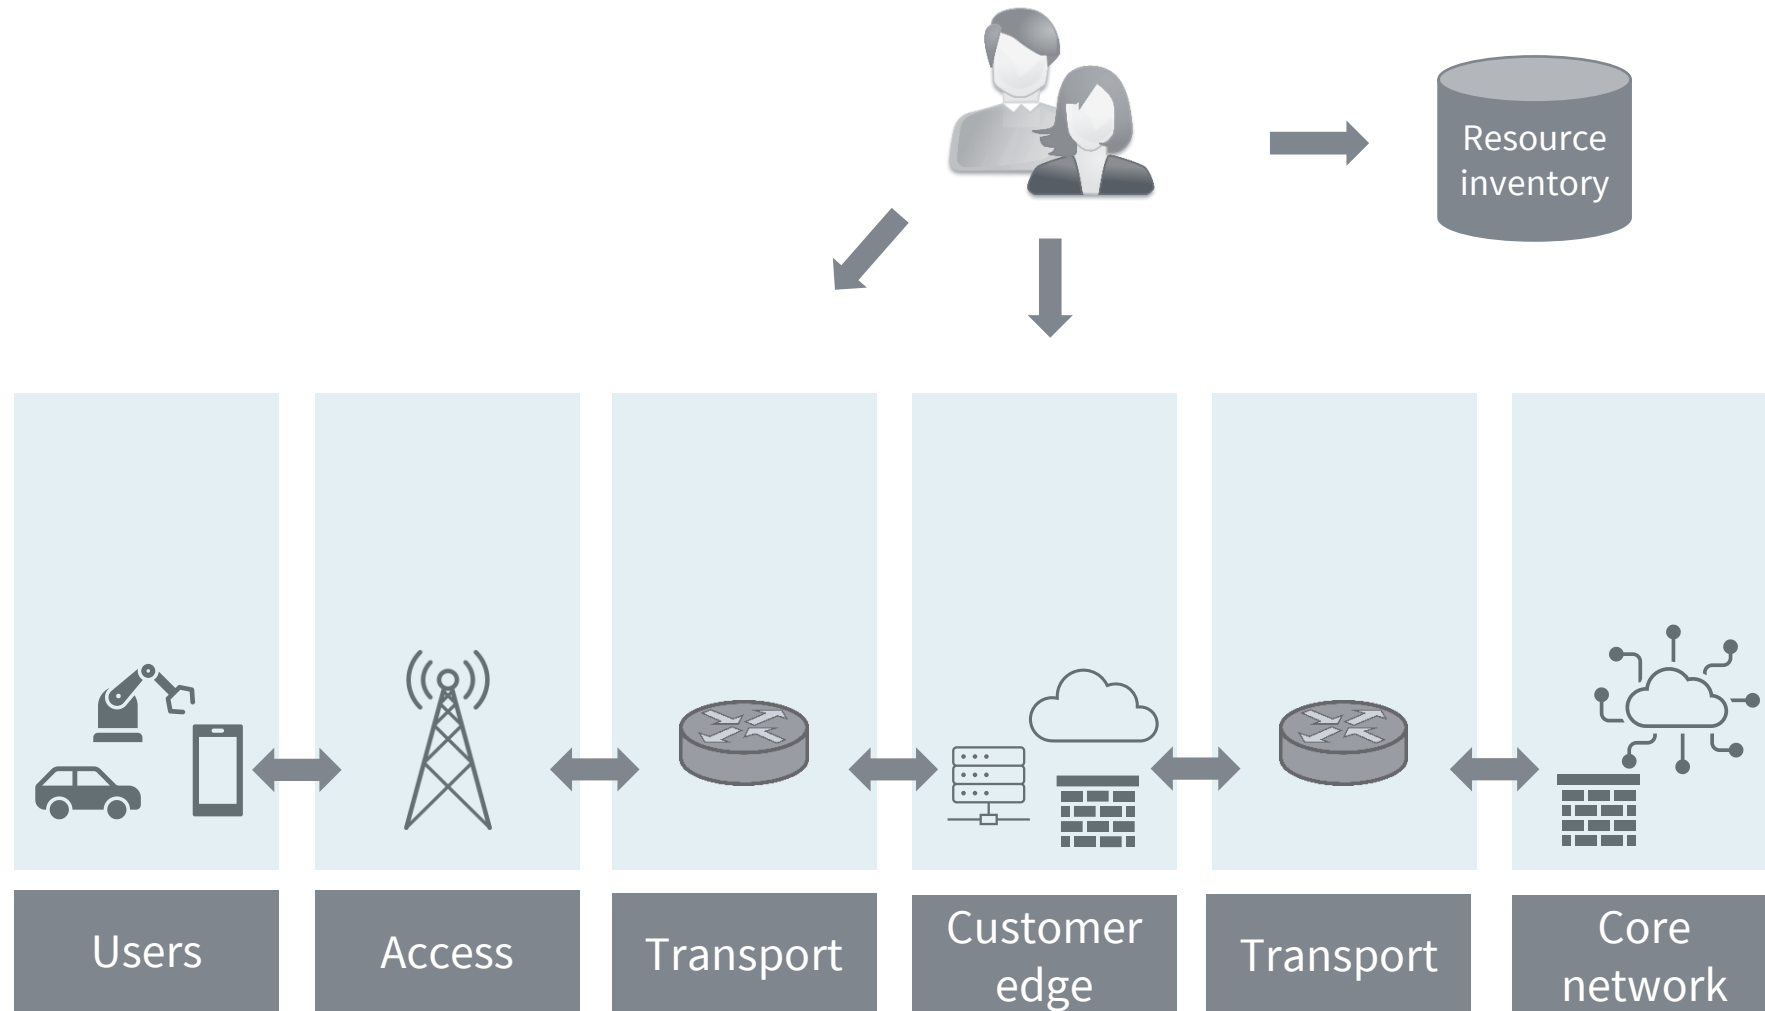 Resource
inventory
Users
Access
Transport
Customer
edge
Transport
Core
network